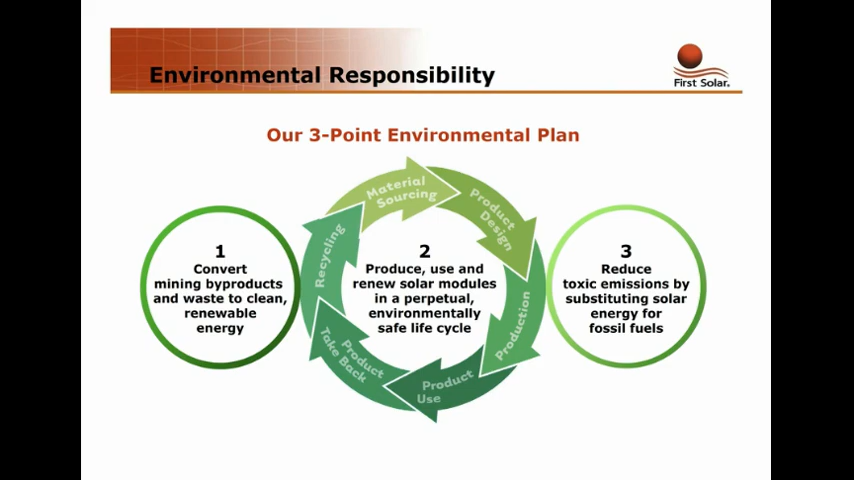 Environmental Responsibility
First Solar.
Our 3-Point Environmental Plan
Material
Sourcing
Product
Design
Production
Product
Use
Product
Take Back
Recycling
1
Convert
mining byproducts
and waste to clean,
renewable
energy
2
Produce, use and
renew solar modules
in a perpetual,
environmentally
safe life cycle
3
Reduce
toxic emissions by
substituting solar
energy for
fossil fuels